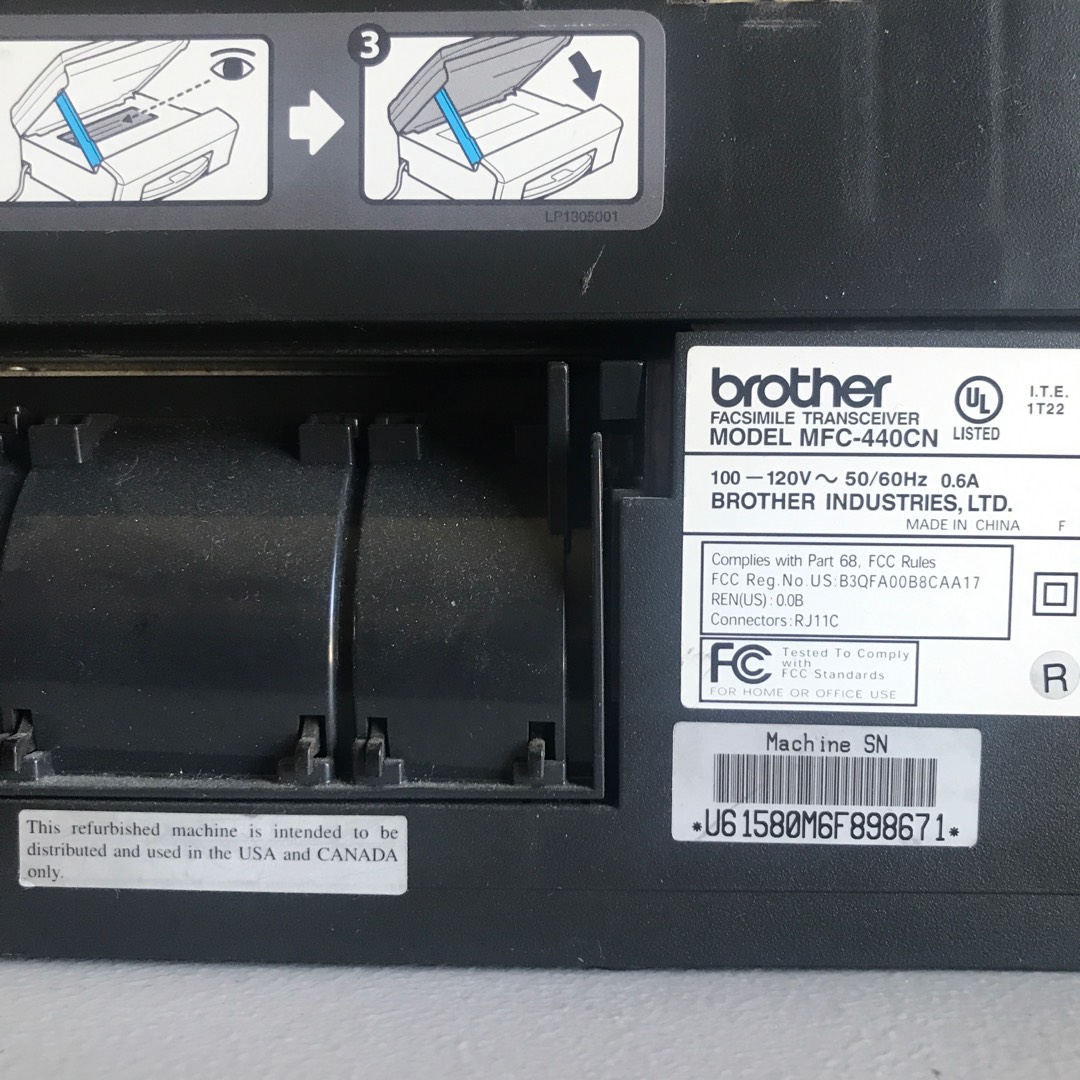 3
LP1305001
brother
FACSIMILE TRANSCEIVER
MODEL MFC-440CN
UL
LISTED
I.T.E.
1T22
100 — 120V ~ 50/60Hz 0.6A
BROTHER INDUSTRIES, LTD.
MADE IN CHINA F
Complies with Part 68, FCC Rules
FCC Reg.No.US:B3QFA00B8CAA17
REN(US) : 0.0B
Connectors:RJ11C
FC Tested To Comply
with
FCC Standards
FOR HOME OR OFFICE USE
R
Machine SN
*U61580M6F898671*
This refurbished machine is intended to be
distributed and used in the USA and CANADA
only.